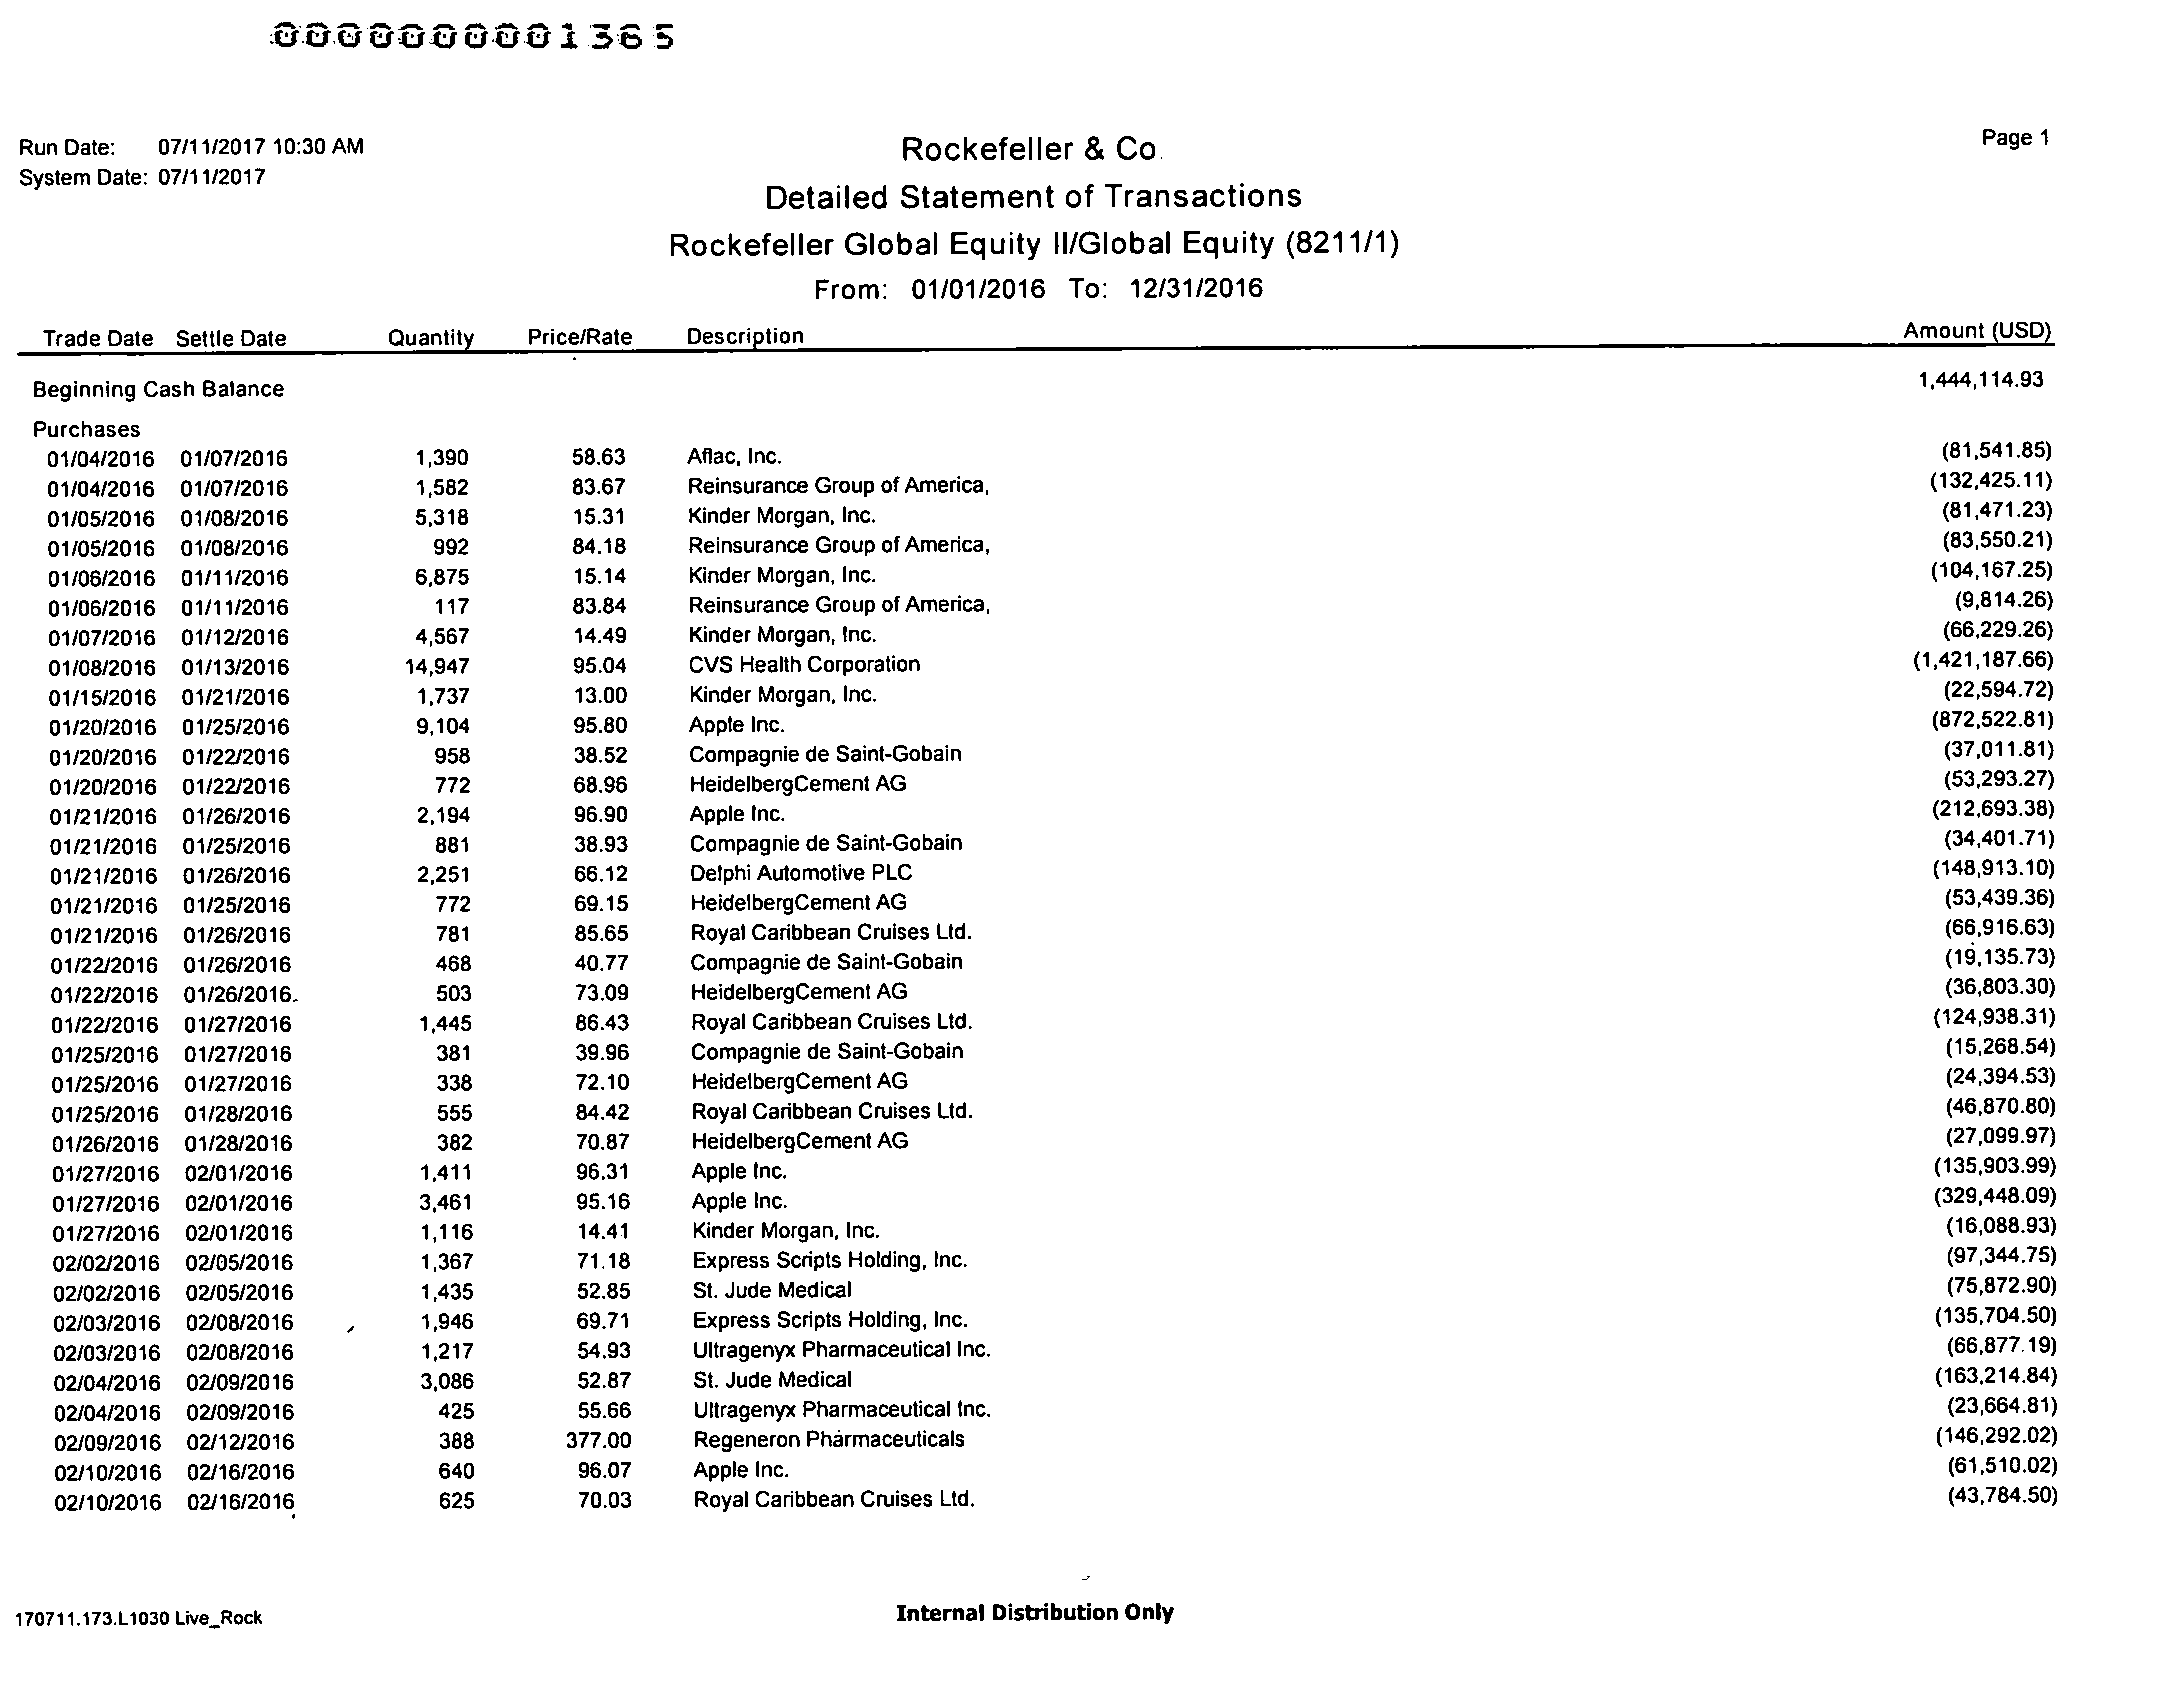 0000000001365
Run Date: 07/11/2017 10:30 AM
System Date: 07/11/2017
Rockefeller & Co.
Page 1
Detailed Statement of Transactions
Rockefeller Global Equity II/Global Equity (8211/1)
From: 01/01/2016 To: 12/31/2016
Trade Date Settle Date Quantity Price/Rate Description Amount (USD)
Beginning Cash Balance 1,444,114.93
Purchases
01/04/2016 01/07/2016 1,390 58.63 Aflac, Inc. (81,541.85)
01/04/2016 01/07/2016 1,582 83.67 Reinsurance Group of America, (132,425.11)
01/05/2016 01/08/2016 5,318 15.31 Kinder Morgan, Inc. (81,471.23)
01/05/2016 01/08/2016 992 84.18 Reinsurance Group of America, (83,550.21)
01/06/2016 01/11/2016 6,875 15.14 Kinder Morgan, Inc. (104,167.25)
01/06/2016 01/11/2016 117 83.84 Reinsurance Group of America, (9,814.26)
01/07/2016 01/12/2016 4,567 14.49 Kinder Morgan, Inc. (66,229.26)
01/08/2016 01/13/2016 14,947 95.04 CVS Health Corporation (1,421,187.66)
01/15/2016 01/21/2016 1,737 13.00 Kinder Morgan, Inc. (22,594.72)
01/20/2016 01/25/2016 9,104 95.80 Apple Inc. (872,522.81)
01/20/2016 01/22/2016 958 38.52 Compagnie de Saint-Gobain (37,011.81)
01/20/2016 01/22/2016 772 68.96 HeidelbergCement AG (53,293.27)
01/21/2016 01/26/2016 2,194 96.90 Apple Inc. (212,693.38)
01/21/2016 01/25/2016 881 38.93 Compagnie de Saint-Gobain (34,401.71)
01/21/2016 01/26/2016 2,251 66.12 Delphi Automotive PLC (148,913.10)
01/21/2016 01/25/2016 772 69.15 HeidelbergCement AG (53,439.36)
01/21/2016 01/26/2016 781 85.65 Royal Caribbean Cruises Ltd. (66,916.63)
01/22/2016 01/26/2016 468 40.77 Compagnie de Saint-Gobain (19,135.73)
01/22/2016 01/26/2016 503 73.09 HeidelbergCement AG (36,803.30)
01/22/2016 01/27/2016 1,445 86.43 Royal Caribbean Cruises Ltd. (124,938.31)
01/25/2016 01/27/2016 381 39.96 Compagnie de Saint-Gobain (15,268.54)
01/25/2016 01/27/2016 338 72.10 HeidelbergCement AG (24,394.53)
01/25/2016 01/28/2016 555 84.42 Royal Caribbean Cruises Ltd. (46,870.80)
01/26/2016 01/28/2016 382 70.87 HeidelbergCement AG (27,099.97)
01/27/2016 02/01/2016 1,411 96.31 Apple Inc. (135,903.99)
01/27/2016 02/01/2016 3,461 95.16 Apple Inc. (329,448.09)
01/27/2016 02/01/2016 1,116 14.41 Kinder Morgan, Inc. (16,088.93)
02/02/2016 02/05/2016 1,367 71.18 Express Scripts Holding, Inc. (97,344.75)
02/02/2016 02/05/2016 1,435 52.85 St. Jude Medical (75,872.90)
02/03/2016 02/08/2016 1,946 69.71 Express Scripts Holding, Inc. (135,704.50)
02/03/2016 02/08/2016 1,217 54.93 Ultragenyx Pharmaceutical Inc. (66,877.19)
02/04/2016 02/09/2016 3,086 52.87 St. Jude Medical (163,214.84)
02/04/2016 02/09/2016 425 55.66 Ultragenyx Pharmaceutical Inc. (23,664.81)
02/09/2016 02/12/2016 388 377.00 Regeneron Pharmaceuticals (146,292.02)
02/10/2016 02/16/2016 640 96.07 Apple Inc. (61,510.02)
02/10/2016 02/16/2016 625 70.03 Royal Caribbean Cruises Ltd. (43,784.50)
170711.173.L1030 Live_Rock
Internal Distribution Only